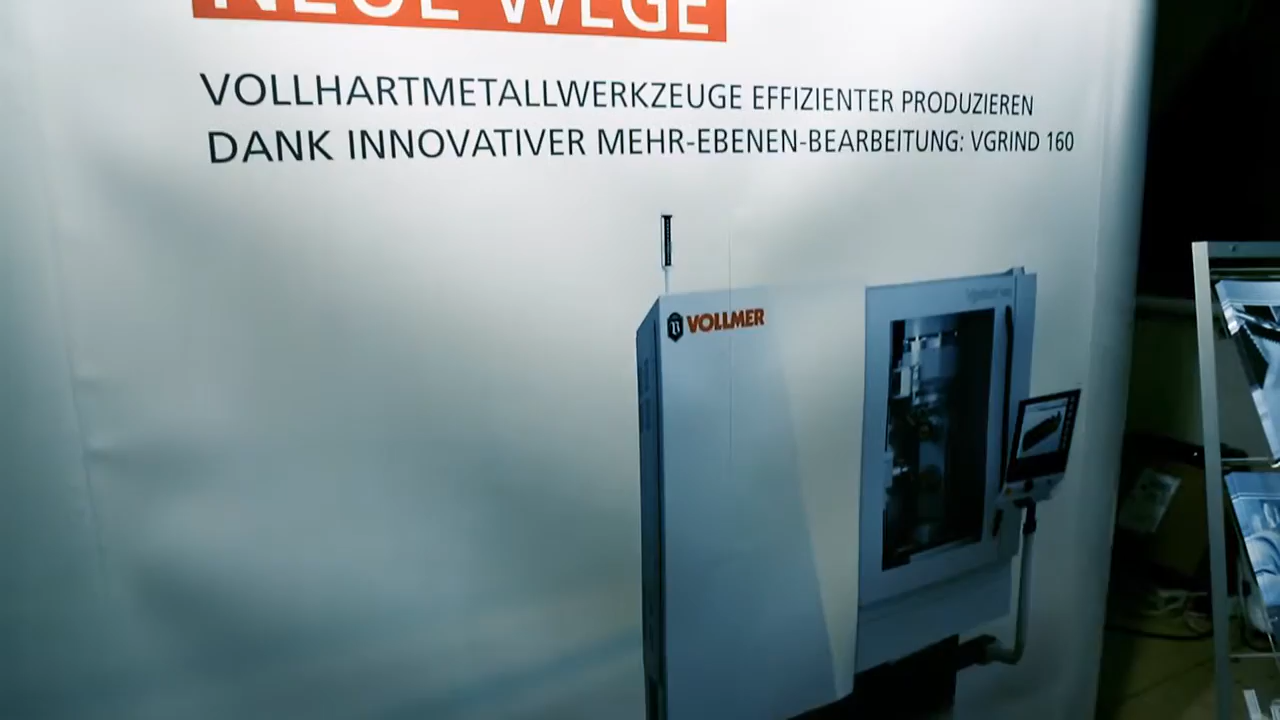 NEUE WEGE
VOLLHARTMETALLWERKZEUGE EFFIZIENTER PRODUZIEREN
DANK INNOVATIVER MEHR-EBENEN-BEARBEITUNG: VGRIND 160
VOLLMER